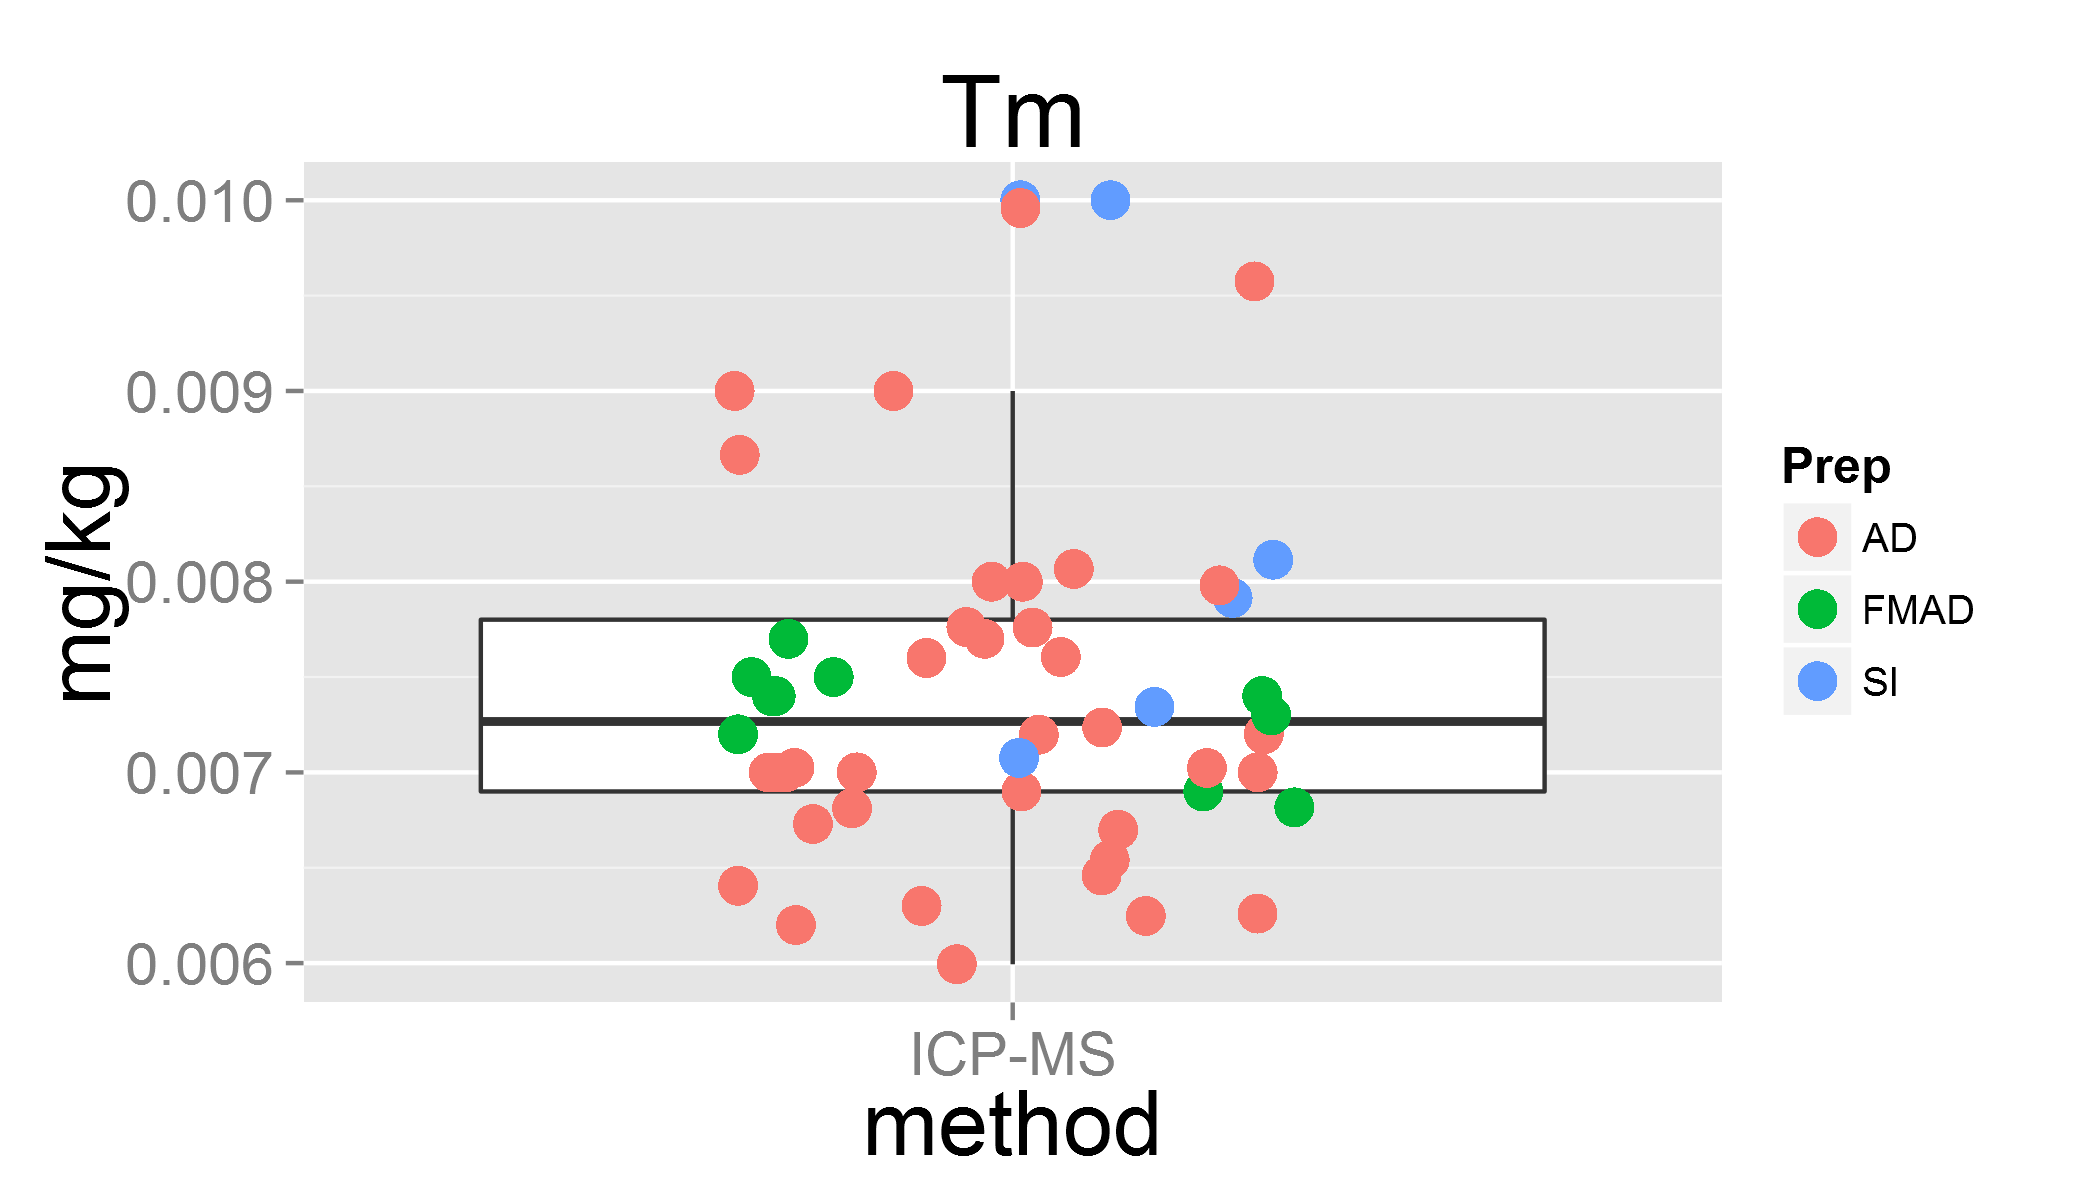 Tm
mg/kg
0.010
0.009
0.008
0.007
0.006
ICP-MS
method
Prep
AD
FMAD
SI